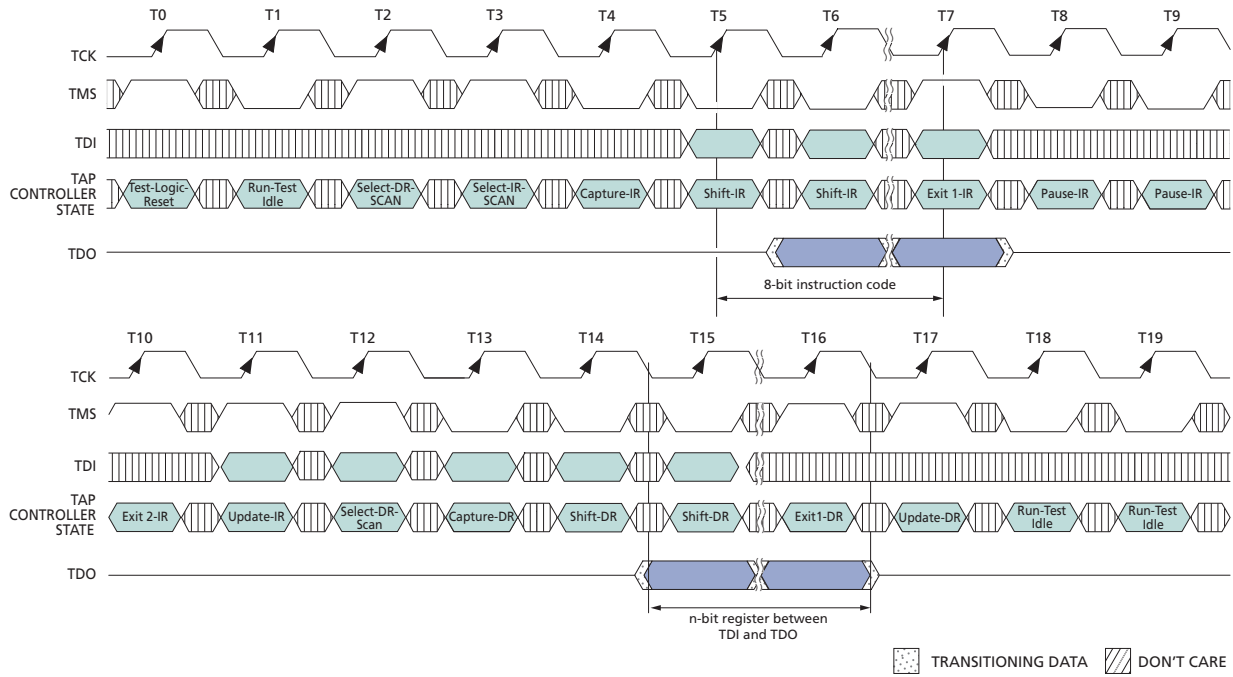 T0 T1 T2 T3 T4 T5 T6 T7 T8 T9
TCK
TMS
TDI
TAP
CONTROLLER
STATE
Test-Logic-
Reset
Run-Test
Idle
Select-DR-
SCAN
Select-IR-
SCAN
Capture-IR
Shift-IR
Shift-IR
Exit 1-IR
Pause-IR
Pause-IR
TDO
8-bit instruction code
T10 T11 T12 T13 T14 T15 T16 T17 T18 T19
TCK
TMS
TDI
TAP
CONTROLLER
STATE
Exit 2-IR
Update-IR
Select-DR-
Scan
Capture-DR
Shift-DR
Shift-DR
Exit1-DR
Update-DR
Run-Test
Idle
Run-Test
Idle
TDO
n-bit register between
TDI and TDO
TRANSITIONING DATA
DON'T CARE